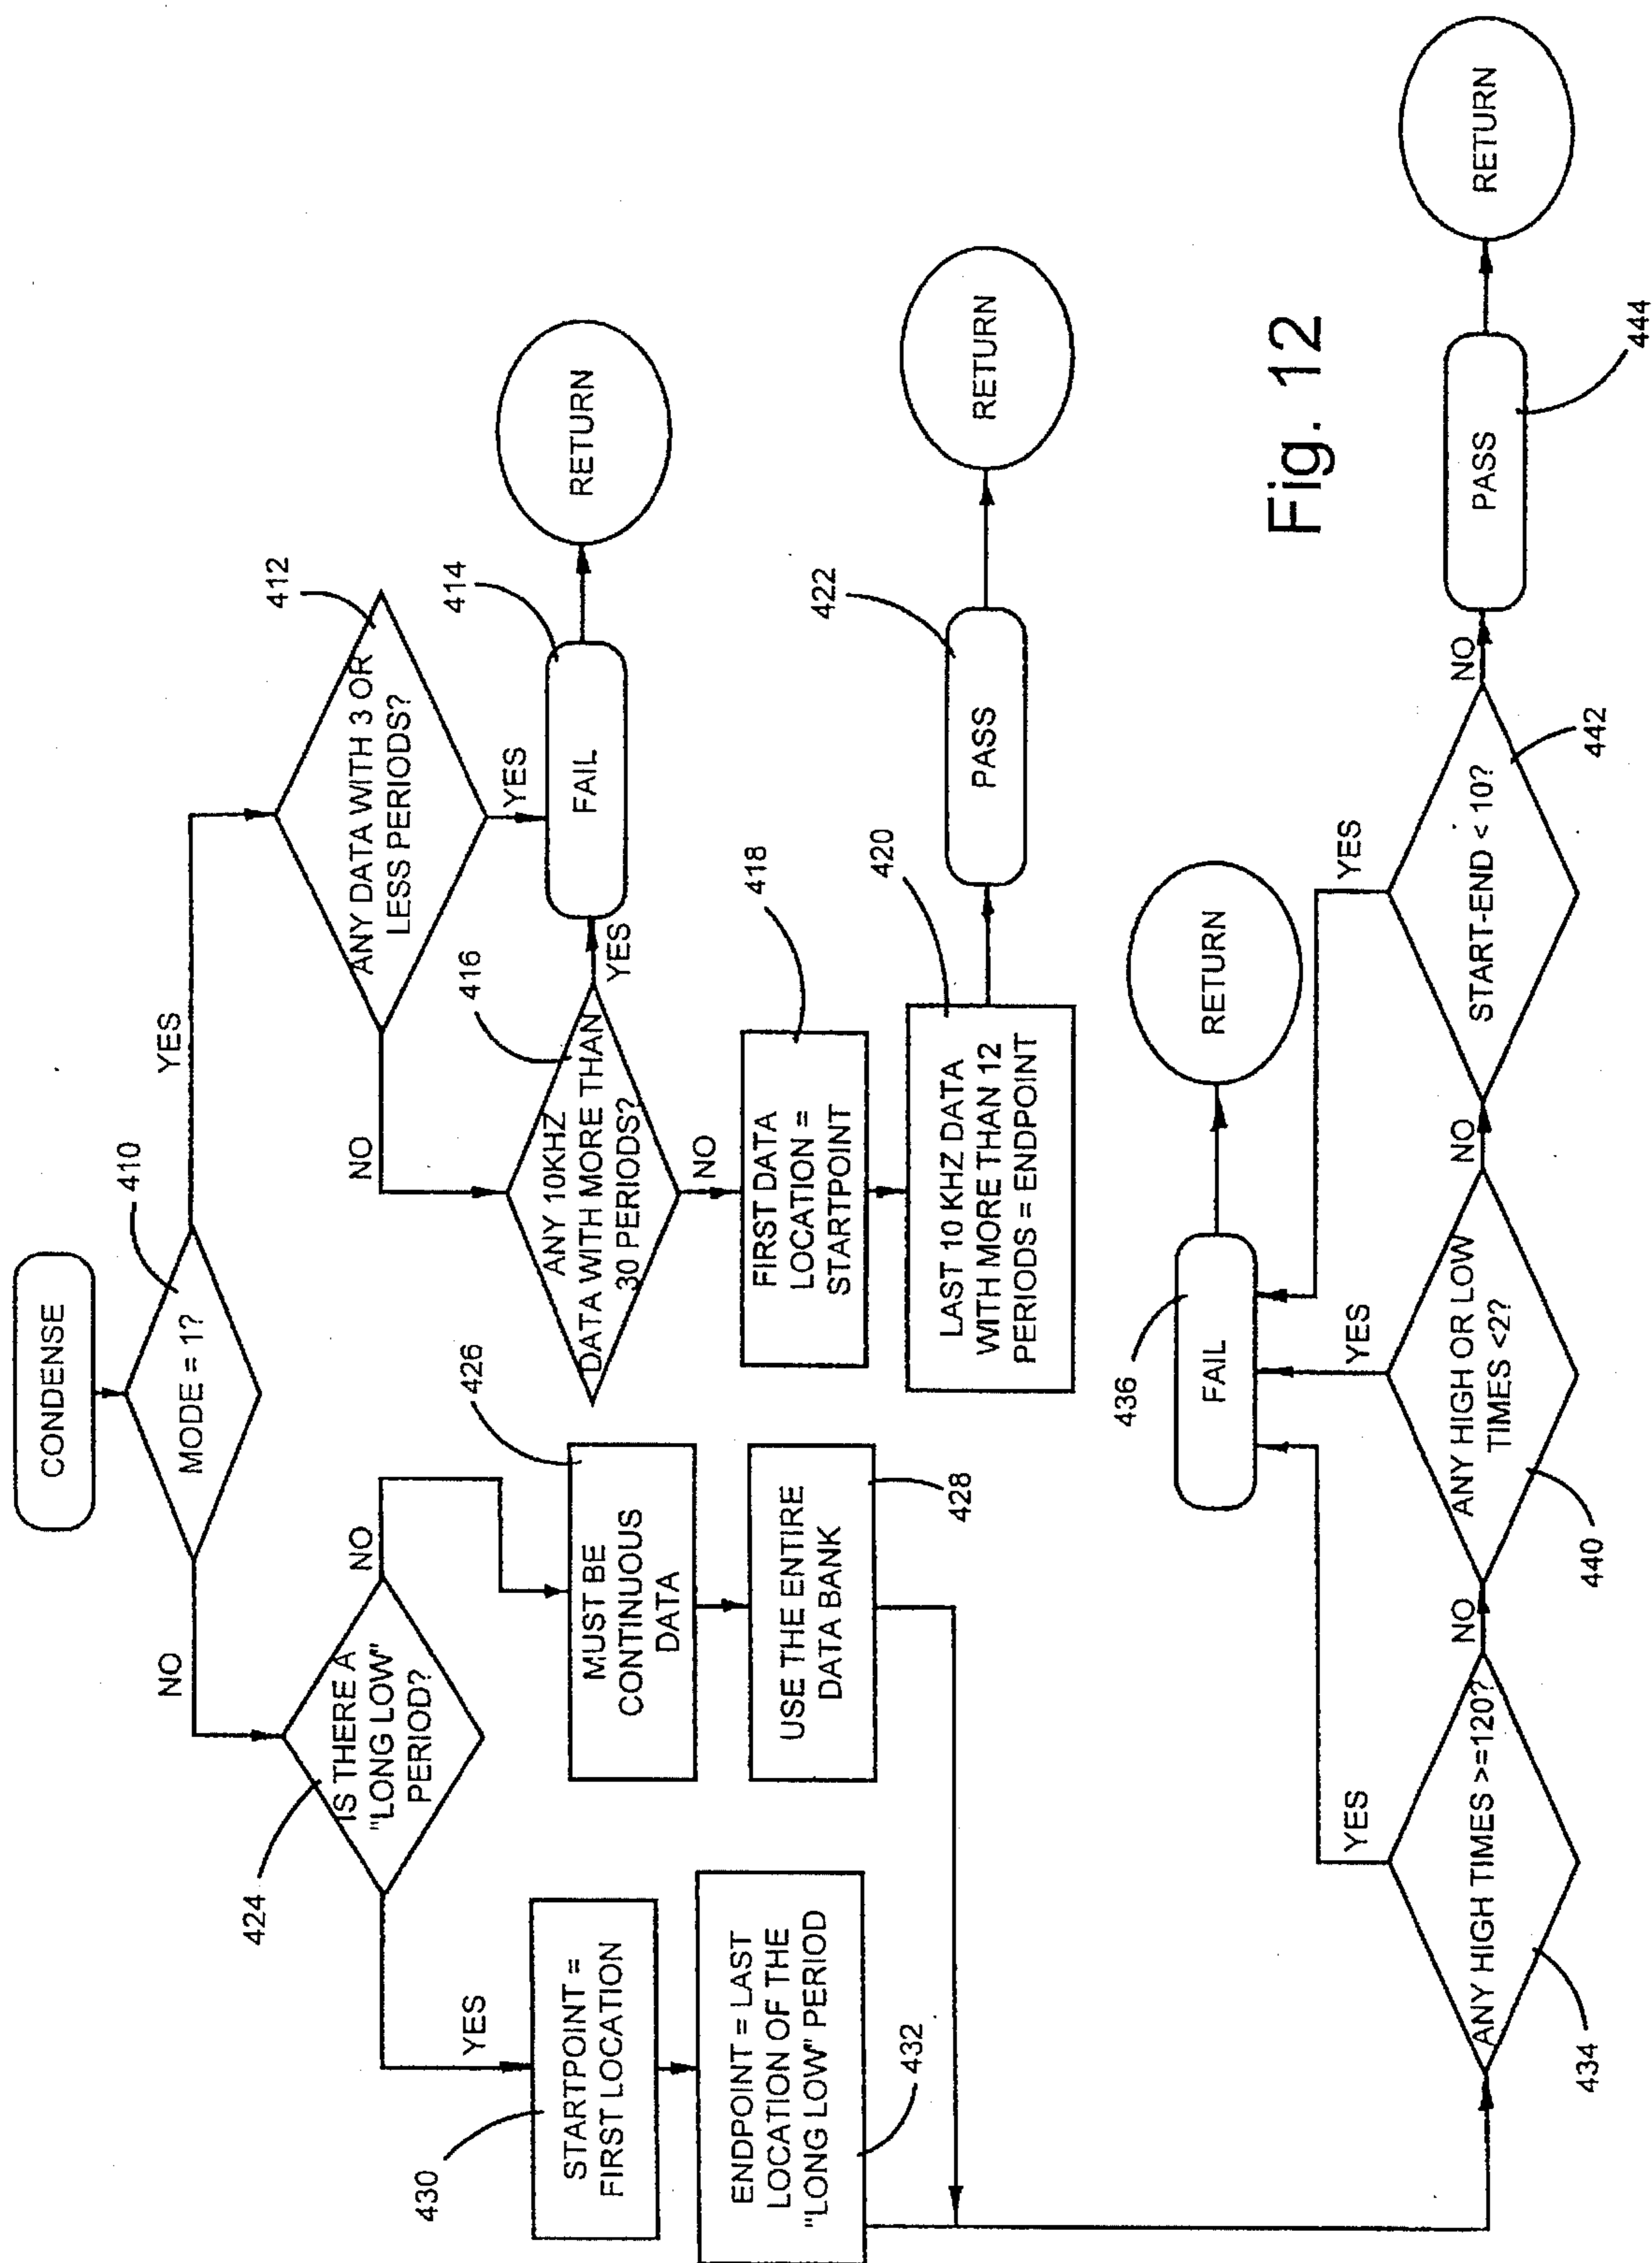 CONDENSE
410
MODE = 1?
NO
YES
424
IS THERE A
"LONG LOW"
PERIOD?
YES
NO
430
STARTPOINT =
FIRST LOCATION
ENDPOINT = LAST
LOCATION OF THE
"LONG LOW" PERIOD
432
426
MUST BE
CONTINUOUS
DATA
USE THE ENTIRE
DATA BANK
428
412
ANY DATA WITH 3 OR
LESS PERIODS?
NO
YES
414
FAIL
RETURN
416
ANY 10KHZ
DATA WITH MORE THAN
30 PERIODS?
YES
NO
418
FIRST DATA
LOCATION =
STARTPOINT
420
LAST 10 KHZ DATA
WITH MORE THAN 12
PERIODS = ENDPOINT
422
PASS
RETURN
436
FAIL
RETURN
YES
YES
YES
ANY HIGH TIMES >=120?
434
NO
ANY HIGH OR LOW
TIMES <2?
440
NO
START-END < 10?
442
NO
PASS
444
RETURN
Fig. 12